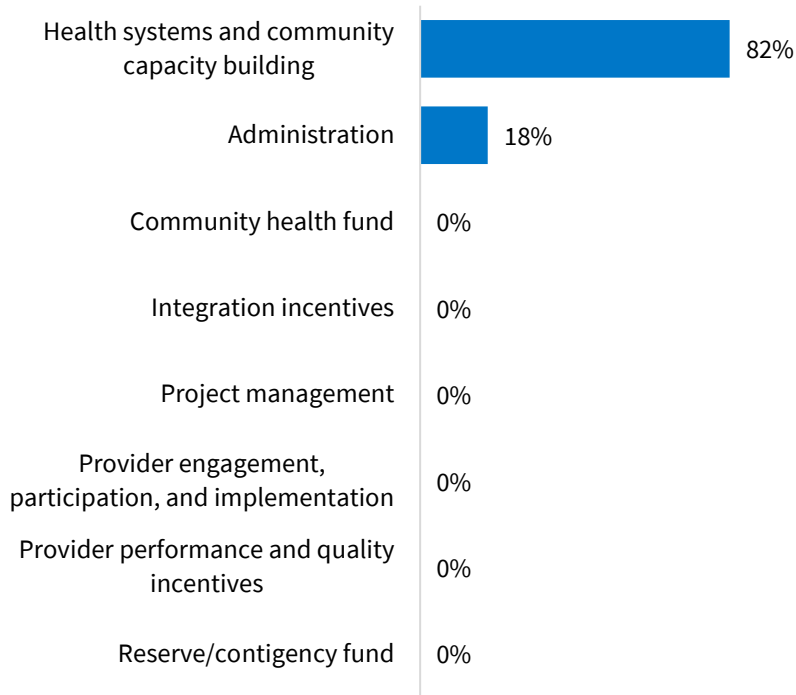 Health systems and community
capacity building
82%
Administration
18%
Community health fund
0%
Integration incentives
0%
Project management
0%
Provider engagement,
participation, and implementation
0%
Provider performance and quality
incentives
0%
Reserve/contigency fund
0%